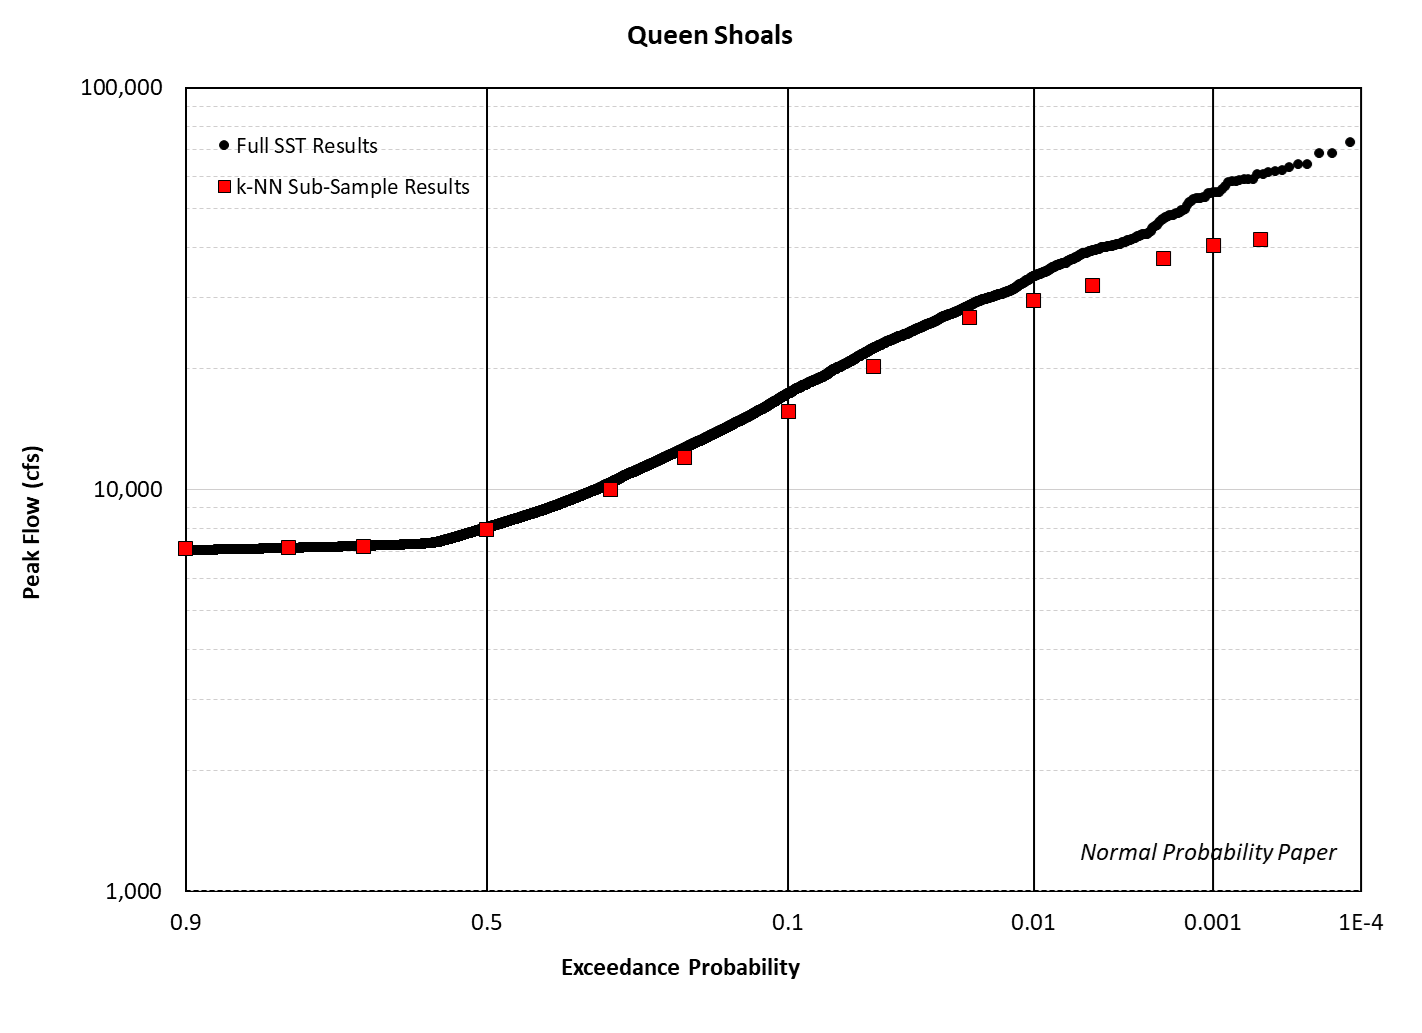 Queen Shoals
100,000
Full SST Results
k-NN Sub-Sample Results
10,000
Peak Flow (cfs)
Normal Probability Paper
1,000
0.9 0.5 0.1 0.01 0.001 1E-4
Exceedance Probability